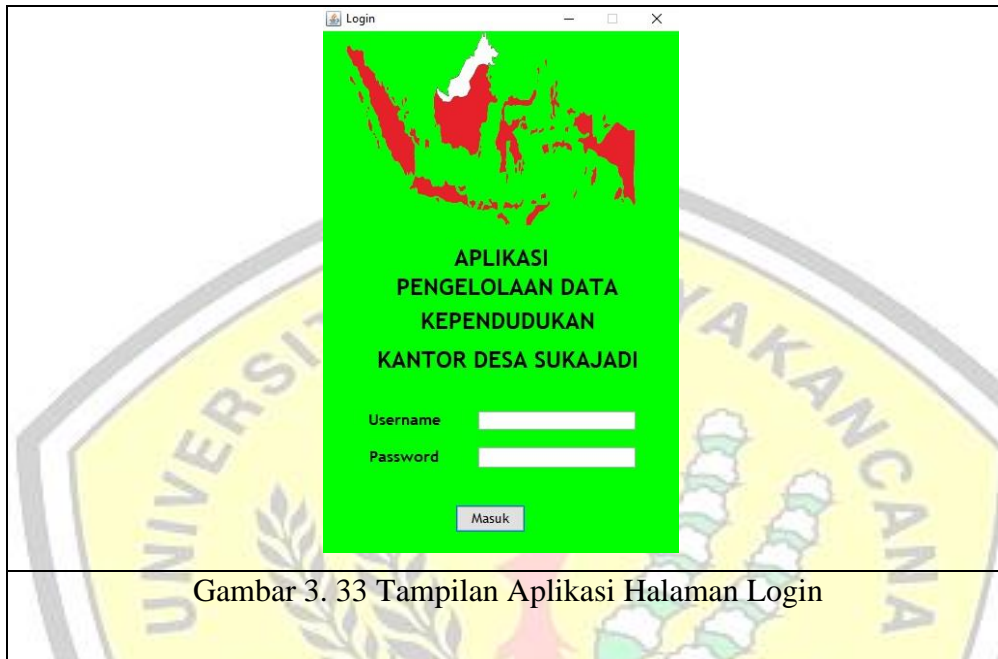 Login
APLIKASI
PENGELOLAAN DATA
KEPENDUDUKAN
KANTOR DESA SUKAJADI
Username
Password
Masuk
Gambar 3. 33 Tampilan Aplikasi Halaman Login